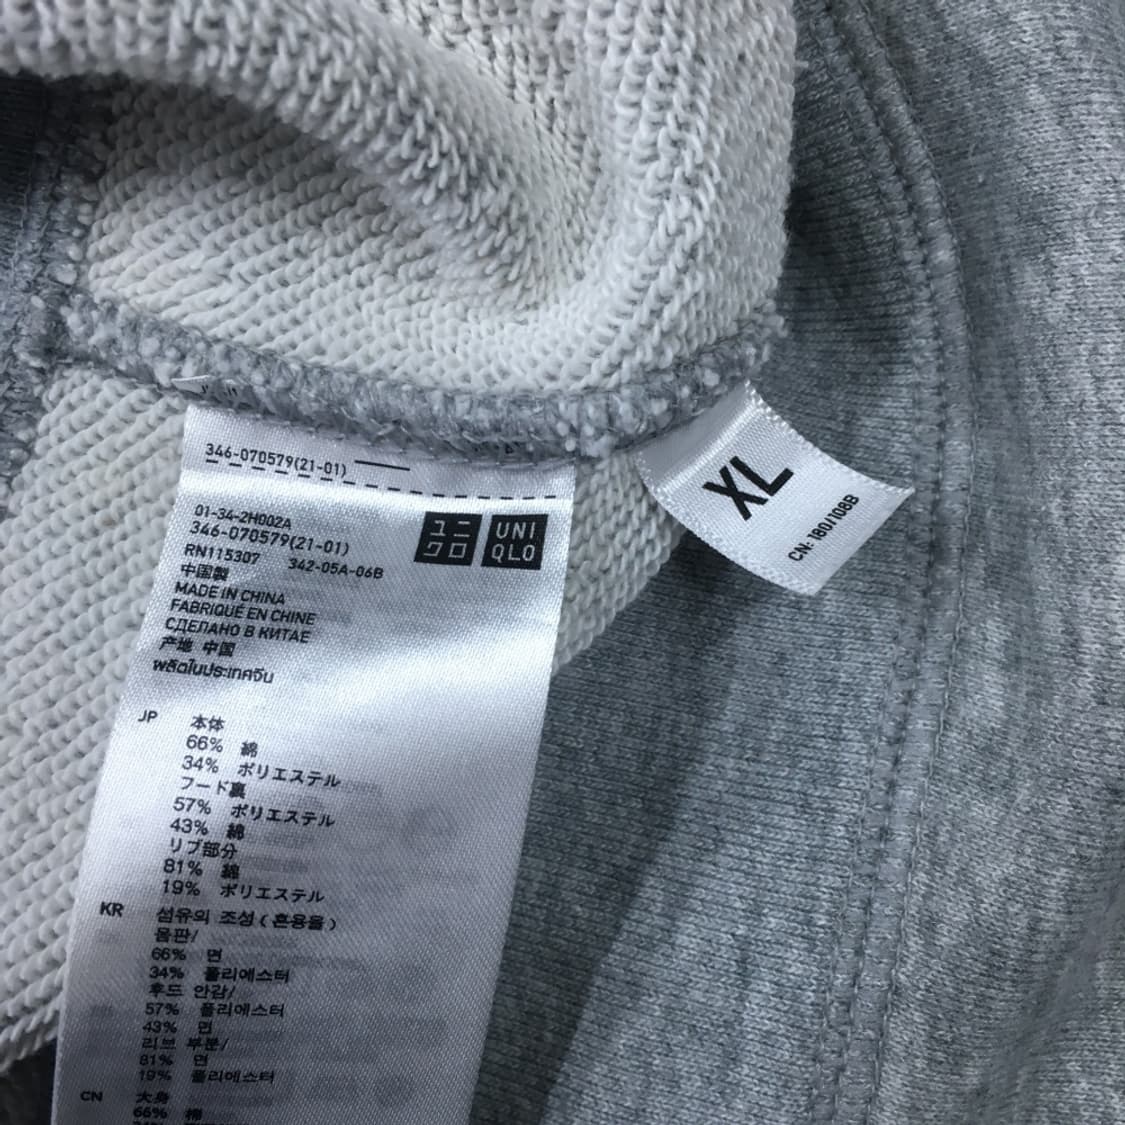 346-070579(21-01)
01-34-2H002A
346-070579(21-01)
RN115307 342-05A-06B
ユニ
クロ
UNI
QLO
中国製
MADE IN CHINA
FABRIQUÉ EN CHINE
СДЕЛАНО В КИТАЕ
产地 中国
ผลิตในประเทศจีน
JP 本体
66% 綿
34% ポリエステル
フード裏
57% ポリエステル
43% 綿
リブ部分
81% 綿
19% ポリエステル
KR 섬유의 조성 ( 혼용율 )
몸판/
66% 면
34% 폴리에스터
후드 안감/
57% 폴리에스터
43% 면
리브 부분/
81% 면
19% 폴리에스터
CN 大身
66% 棉
XL
CN: 180/108B